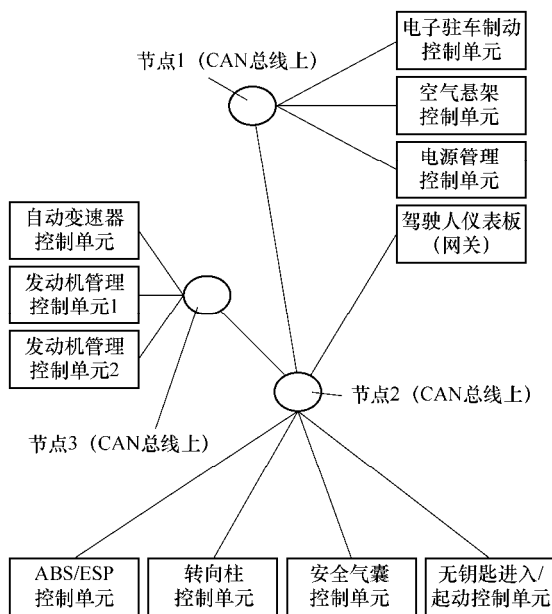 电子驻车制动
控制单元
节点1（CAN总线上）
空气悬架
控制单元
电源管理
控制单元
自动变速器
控制单元
驾驶人仪表板
（网关）
发动机管理
控制单元1
发动机管理
控制单元2
节点2（CAN总线上）
节点3（CAN总线上）
ABS/ESP
控制单元
转向柱
控制单元
安全气囊
控制单元
无钥匙进入/
起动控制单元